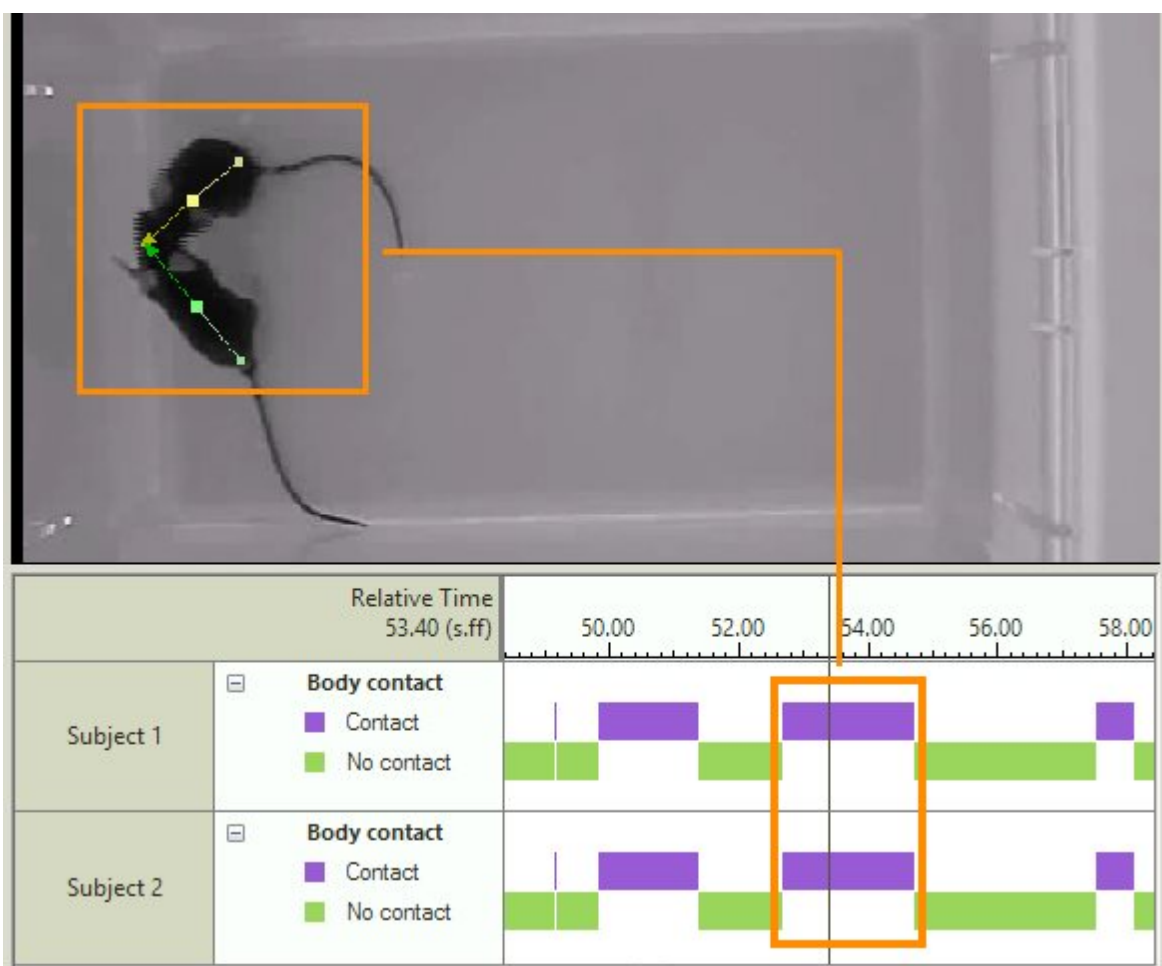 Relative Time
53.40 (s.ff)
50.00 52.00 54.00 56.00 58.00
Subject 1
Body contact
Contact
No contact
Subject 2
Body contact
Contact
No contact